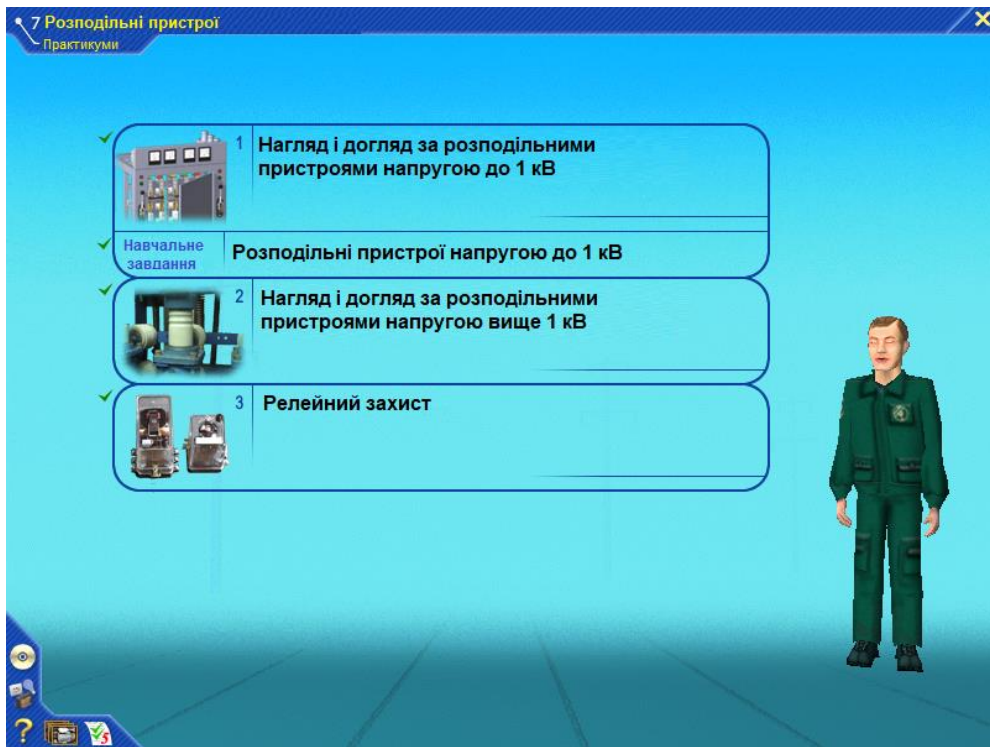 7 Розподільні пристрої
Практикуми
1
Нагляд і догляд за розподільними
пристроями напругою до 1 кВ
Навчальне
завдання
Розподільні пристрої напругою до 1 кВ
2
Нагляд і догляд за розподільними
пристроями напругою вище 1 кВ
3
Релейний захист
?
5